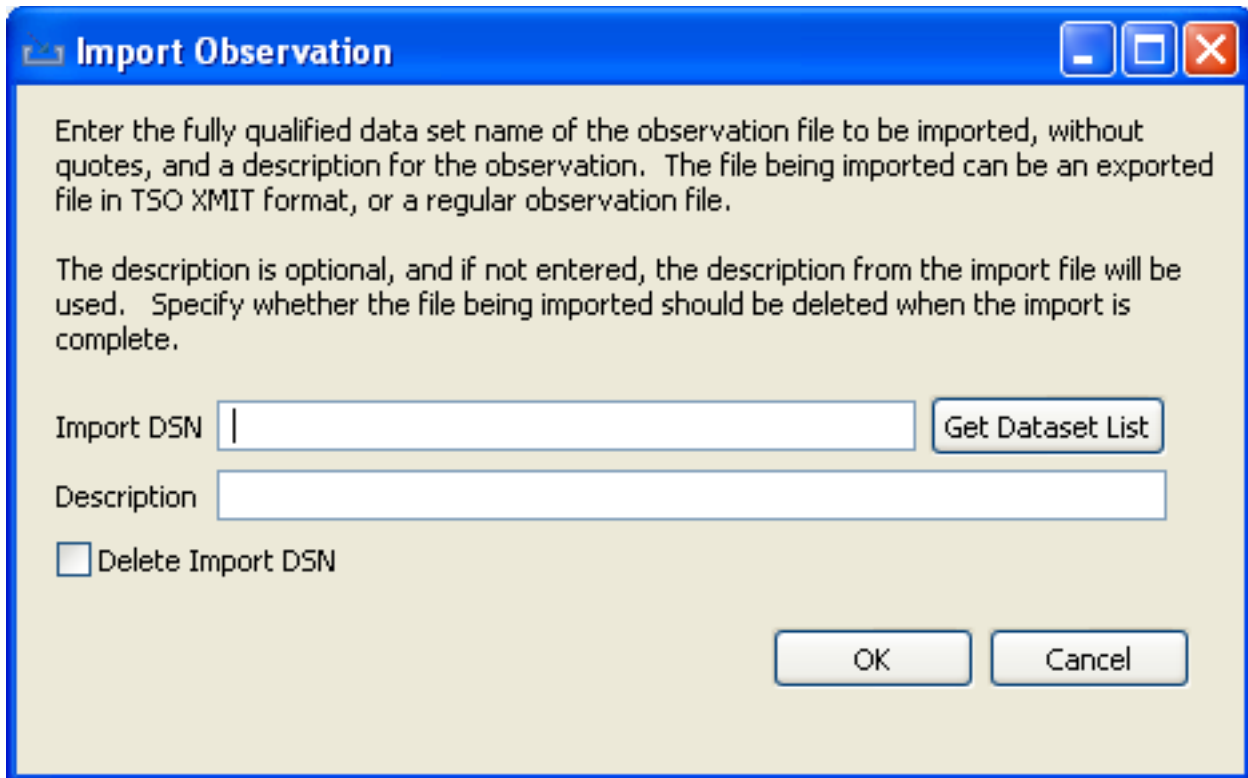 Import Observation
Enter the fully qualified data set name of the observation file to be imported, without
quotes, and a description for the observation.  The file being imported can be an exported
file in TSO XMIT format, or a regular observation file.
The description is optional, and if not entered, the description from the import file will be
used.   Specify whether the file being imported should be deleted when the import is
complete.
Import DSN
Get Dataset List
Description
Delete Import DSN
OK
Cancel